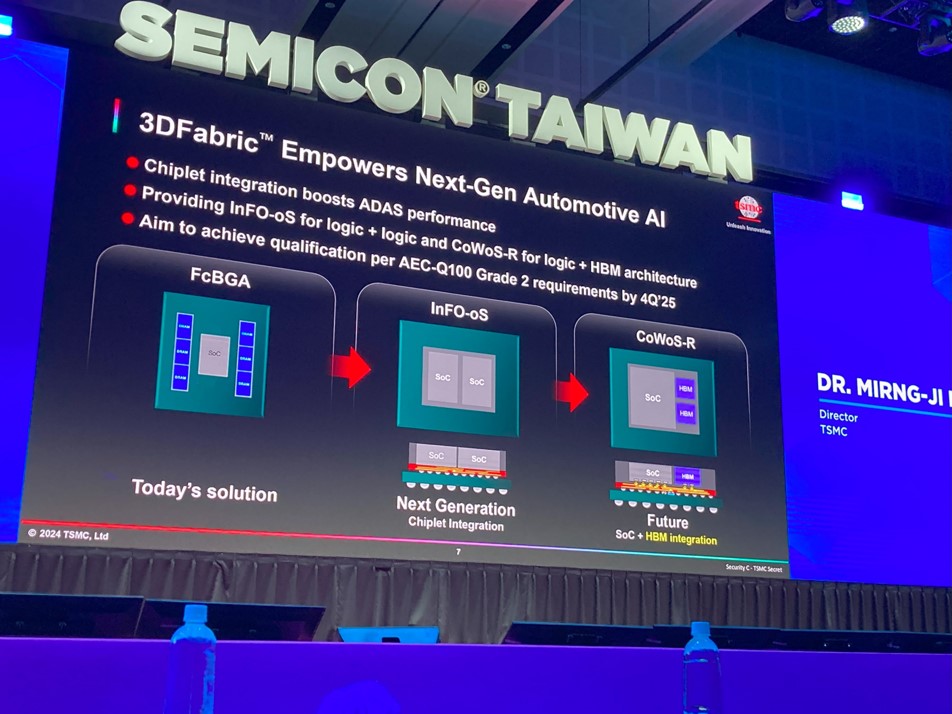 SEMICON® TAIWAN
3DFabric™ Empowers Next-Gen Automotive AI
tsmc
Unleash Innovation
Chiplet integration boosts ADAS performance
Providing InFO-oS for logic + logic and CoWoS-R for logic + HBM architecture
Aim to achieve qualification per AEC-Q100 Grade 2 requirements by 4Q'25
FcBGA
DRAM
DRAM
DRAM
SoC
DRAM
DRAM
DRAM
Today's solution
InFO-oS
SoC SoC
SoC SoC
Next Generation
Chiplet Integration
CoWoS-R
SoC
HBM
HBM
SoC HBM
Future
SoC + HBM integration
© 2024 TSMC, Ltd
7
Security C - TSMC Secret
DR. MIRNG-JI
Director
TSMC